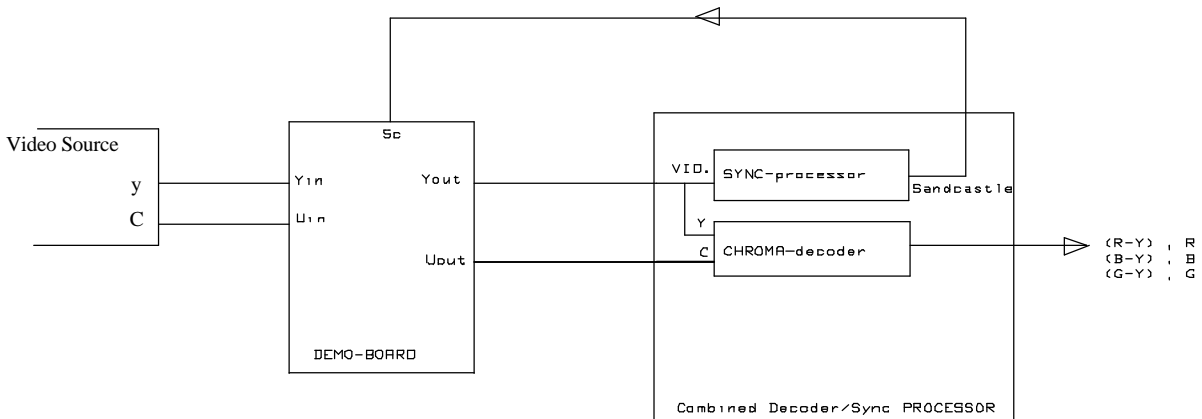 Sc
Video Source
y
C
Yin
Uin
Yout
Uout
DEMO-BOARD
VID.
SYNC-processor
Sandcastle
Y
C
CHROMA-decoder
(R-Y) , R
(B-Y) , B
(G-Y) , G
Combined Decoder/Sync PROCESSOR